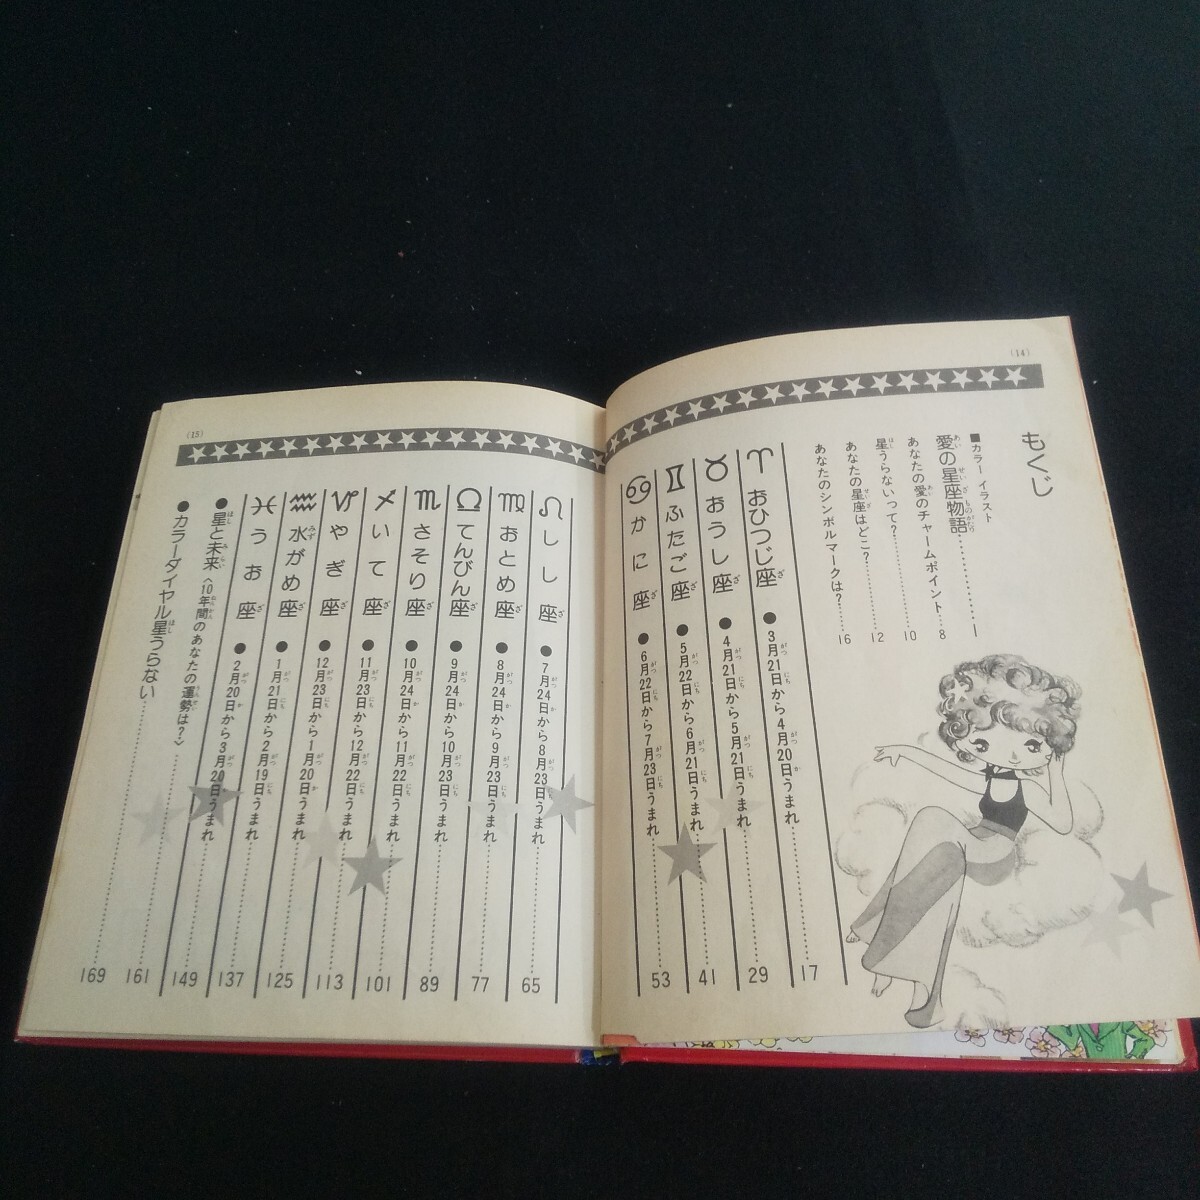 (14)
もくじ
■カラーイラスト
愛の星座物語……1
あなたの愛のチャームポイント……8
星うらないって?……10
あなたの星座はどこ?……12
あなたのシンボルマークは?……16
♈おひつじ座 ●3月21日から4月20日うまれ……17
♉おうし座 ●4月21日から5月21日うまれ……29
♊ふたご座 ●5月22日から6月21日うまれ……41
♋かに座 ●6月22日から7月23日うまれ……53
(15)
♌しし座 ●7月24日から8月23日うまれ……65
♍おとめ座 ●8月24日から9月23日うまれ……77
♎てんびん座 ●9月24日から10月23日うまれ……89
♏さそり座 ●10月24日から11月22日うまれ……101
♐いて座 ●11月23日から12月22日うまれ……113
♑やぎ座 ●12月23日から1月20日うまれ……125
♒水がめ座 ●1月21日から2月19日うまれ……137
♓うお座 ●2月20日から3月20日うまれ……149
●星と未来〈10年間のあなたの運勢は?〉……161
●カラーダイヤル星うらない……169